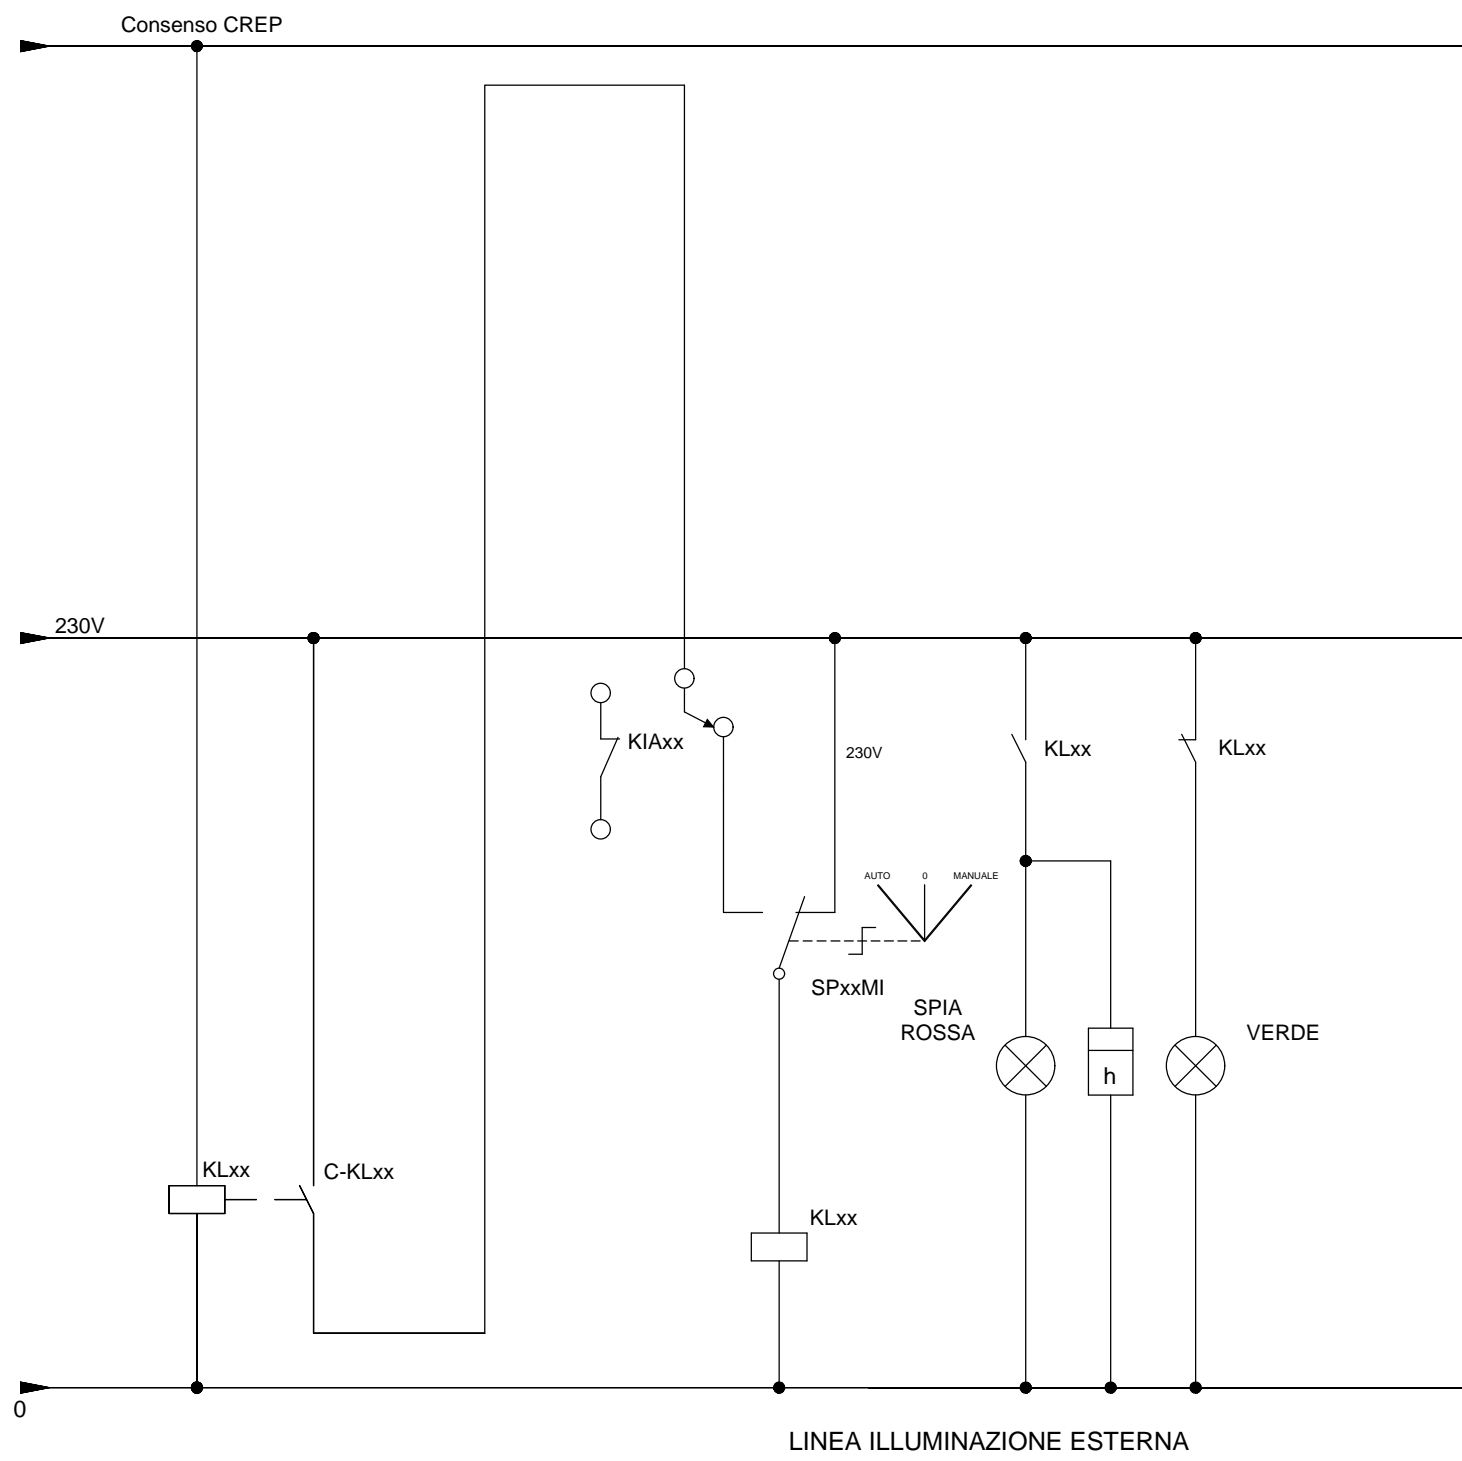 Consenso CREP
230V
KIAxx
230V
KLxx
KLxx
AUTO 0 MANUALE
SPxxMI
SPIA
ROSSA
VERDE
h
KLxx
C-KLxx
KLxx
0
LINEA ILLUMINAZIONE ESTERNA